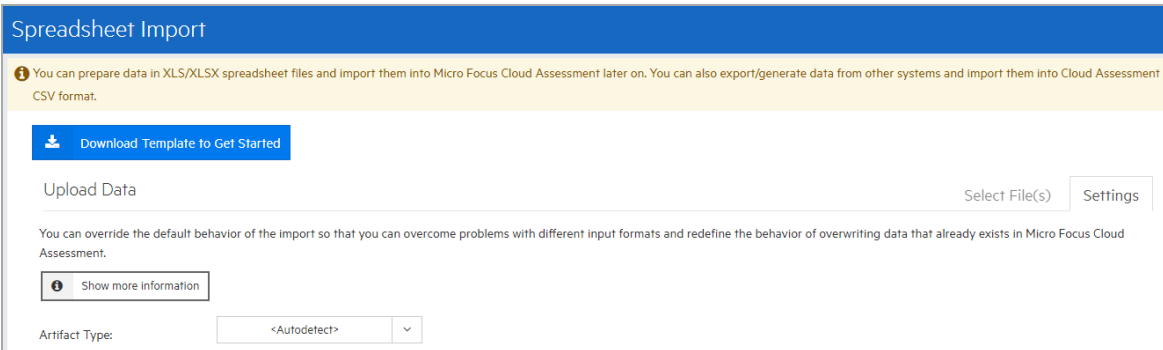 Spreadsheet Import
You can prepare data in XLS/XLSX spreadsheet files and import them into Micro Focus Cloud Assessment later on. You can also export/generate data from other systems and import them into Cloud Assessment
CSV format.
Download Template to Get Started
Upload Data
Select File(s)
Settings
You can override the default behavior of the import so that you can overcome problems with different input formats and redefine the behavior of overwriting data that already exists in Micro Focus Cloud
Assessment.
Show more information
Artifact Type:
<Autodetect>